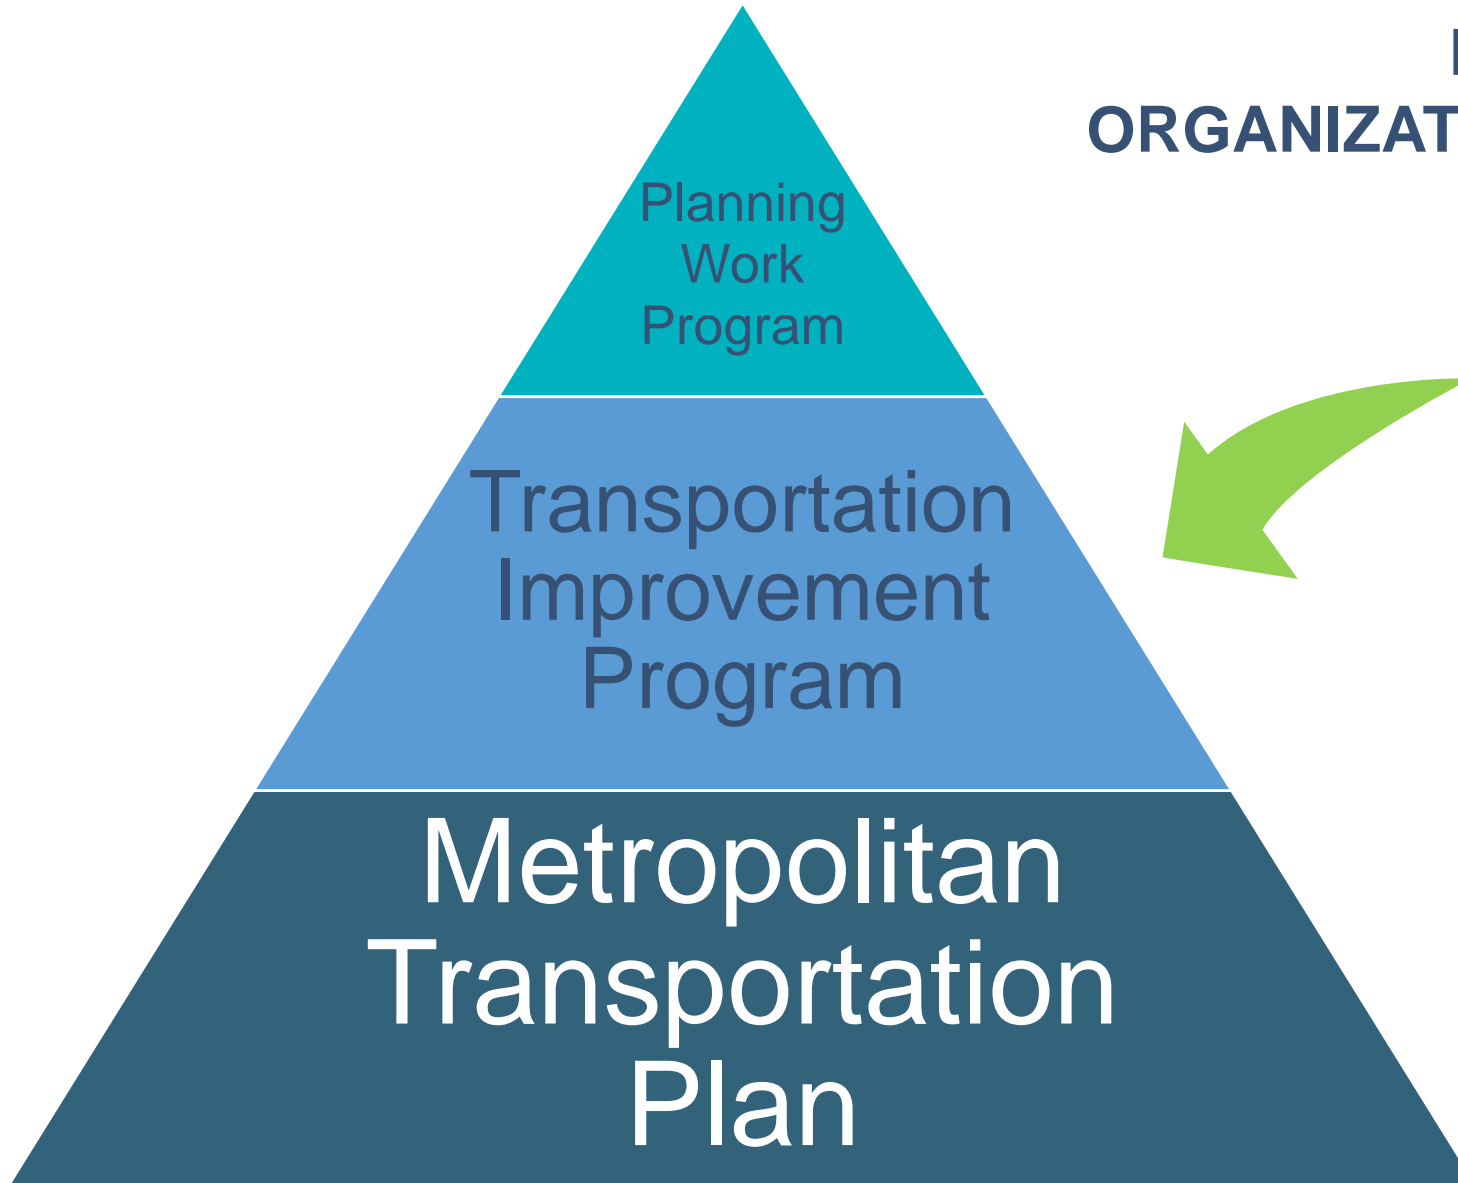 ORGANIZAT
Planning
Work
Program
Transportation
Improvement
Program
Metropolitan
Transportation
Plan